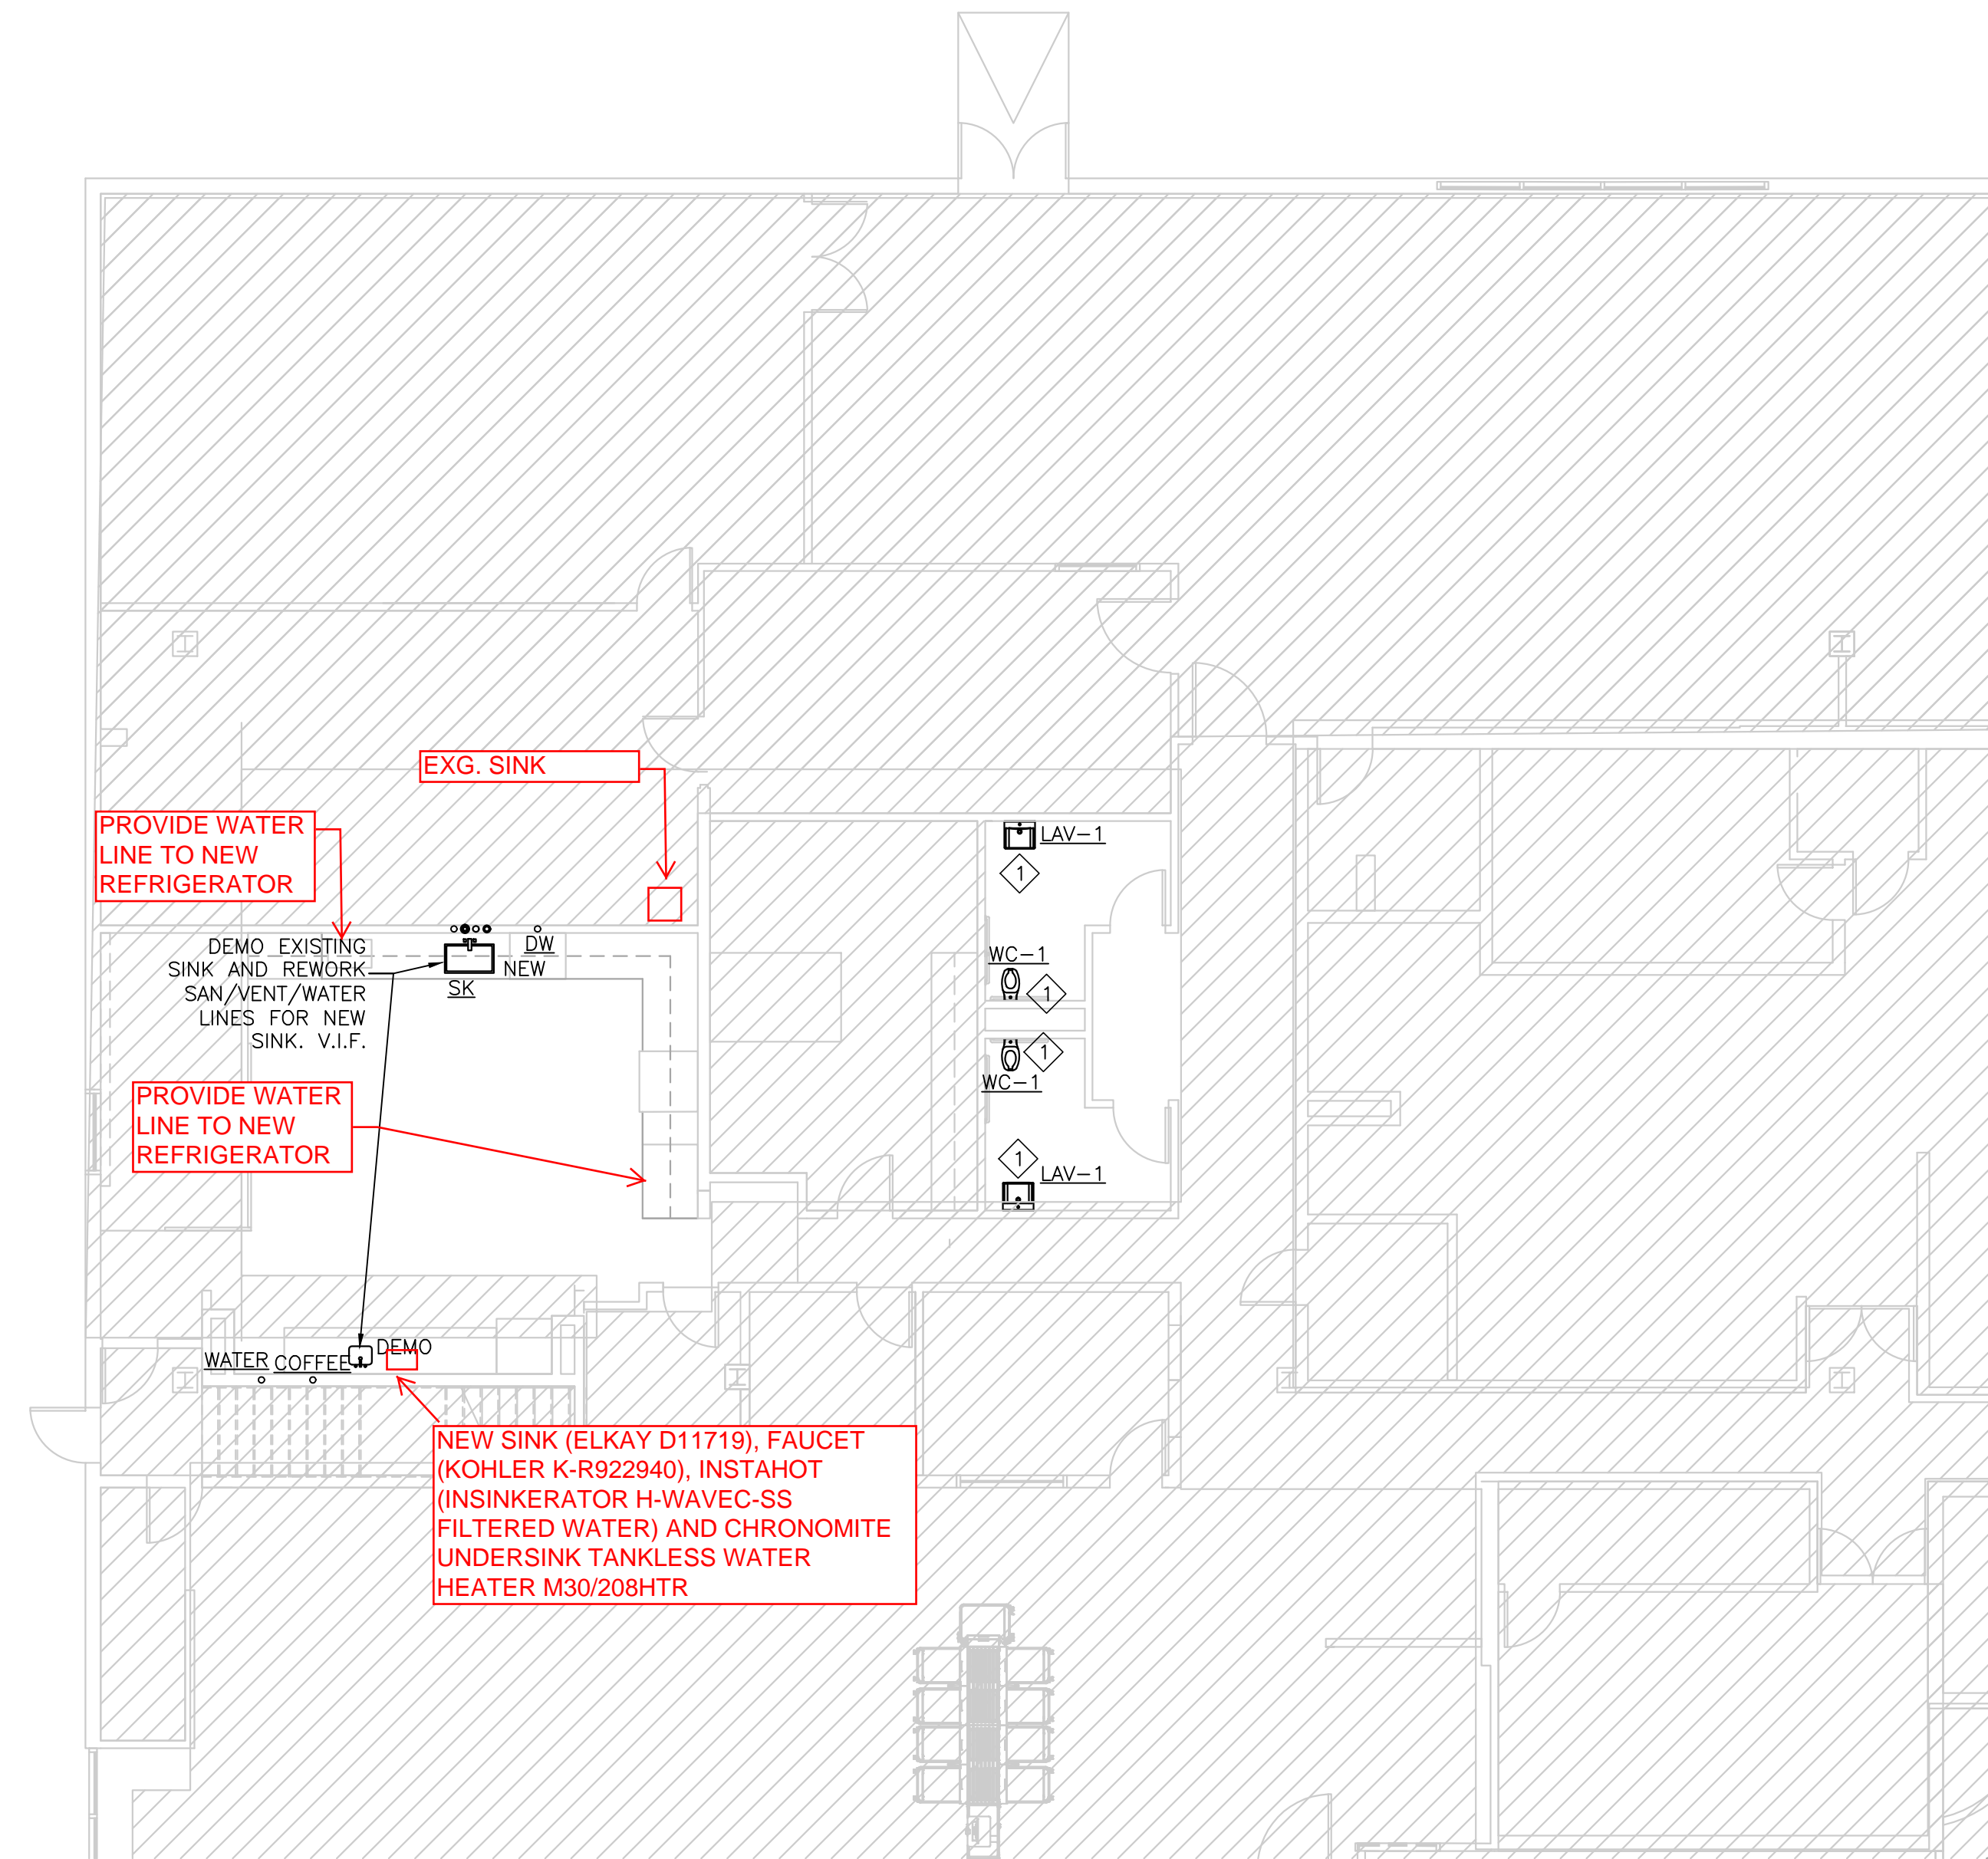 EXG. SINK
PROVIDE WATER
LINE TO NEW
REFRIGERATOR
LAV-1
1
DEMO EXISTING
SINK AND REWORK
SAN/VENT/WATER
LINES FOR NEW
SINK. V.I.F.
DW
NEW
SK
WC-1
1
1
WC-1
PROVIDE WATER
LINE TO NEW
REFRIGERATOR
1
LAV-1
WATER COFFEE DEMO
NEW SINK (ELKAY D11719), FAUCET
(KOHLER K-R922940), INSTAHOT
(INSINKERATOR H-WAVEC-SS
FILTERED WATER) AND CHRONOMITE
UNDERSINK TANKLESS WATER
HEATER M30/208HTR